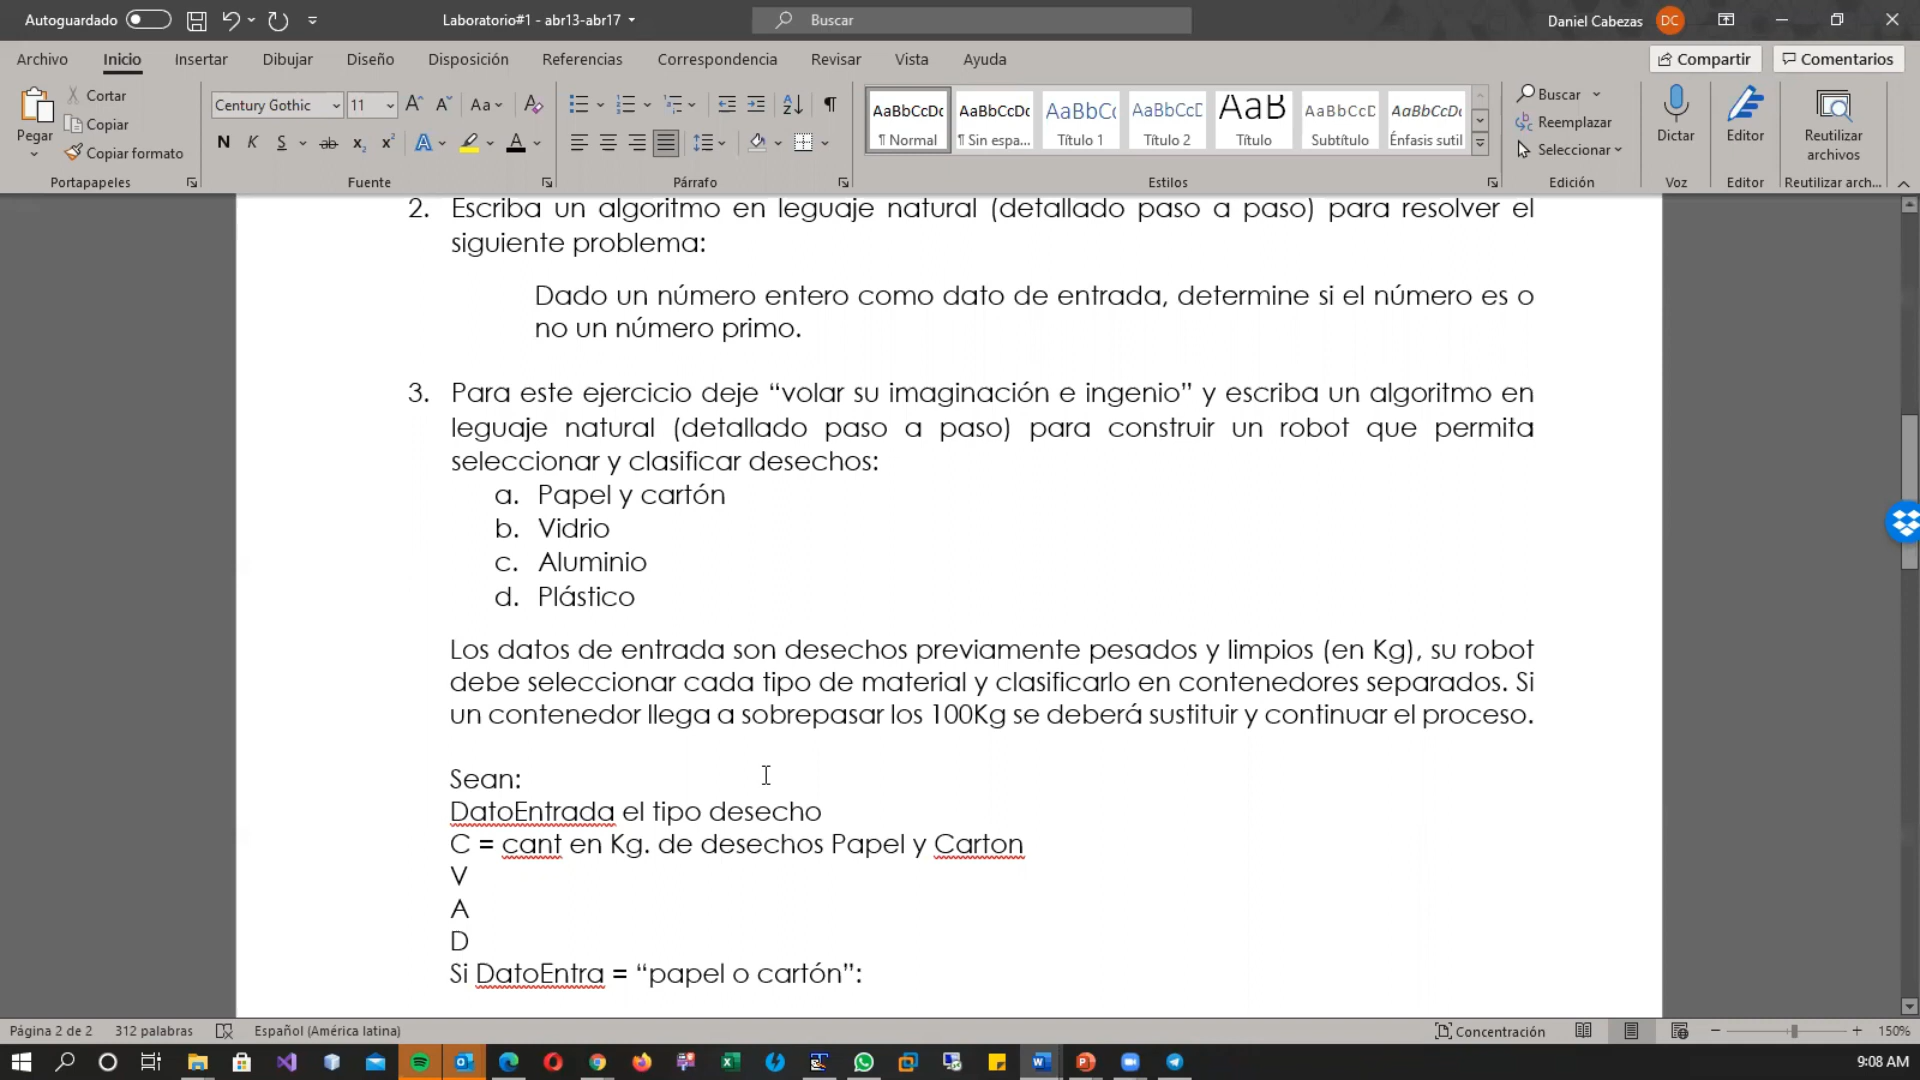 Autoguardado
Laboratorio#1 - abr13-abr17
Buscar
Daniel Cabezas
DC
Archivo Inicio Insertar Dibujar Diseño Disposición Referencias Correspondencia Revisar Vista Ayuda
Compartir
Comentarios
Pegar
Cortar
Copiar
Copiar formato
Portapapeles
Century Gothic
11
Aa
N K S ab x₂ x²
Fuente
Párrafo
AaBbCcDc
¶ Normal
AaBbCcDc
¶ Sin espa...
AaBbC
Título 1
AaBbCcD
Título 2
AaB
Título
AaBbCcD
Subtítulo
AaBbCcDc
Énfasis sutil
Estilos
Buscar
Reemplazar
Seleccionar
Edición
Dictar
Voz
Editor
Editor
Reutilizar
archivos
Reutilizar arch...
2. Escriba un algoritmo en leguaje natural (detallado paso a paso) para resolver el
siguiente problema:
Dado un número entero como dato de entrada, determine si el número es o
no un número primo.
3. Para este ejercicio deje “volar su imaginación e ingenio” y escriba un algoritmo en
leguaje natural (detallado paso a paso) para construir un robot que permita
seleccionar y clasificar desechos:
a. Papel y cartón
b. Vidrio
c. Aluminio
d. Plástico
Los datos de entrada son desechos previamente pesados y limpios (en Kg), su robot
debe seleccionar cada tipo de material y clasificarlo en contenedores separados. Si
un contenedor llega a sobrepasar los 100Kg se deberá sustituir y continuar el proceso.
Sean:
DatoEntrada el tipo desecho
C = cant en Kg. de desechos Papel y Carton
V
A
D
Si DatoEntra = “papel o cartón”:
Página 2 de 2
312 palabras
Español (América latina)
Concentración
150%
9:08 AM